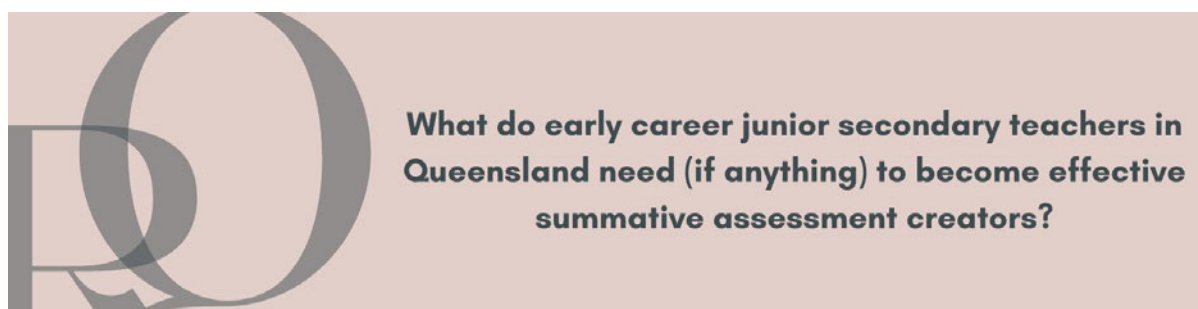 RQ
What do early career junior secondary teachers in
Queensland need (if anything) to become effective
summative assessment creators?